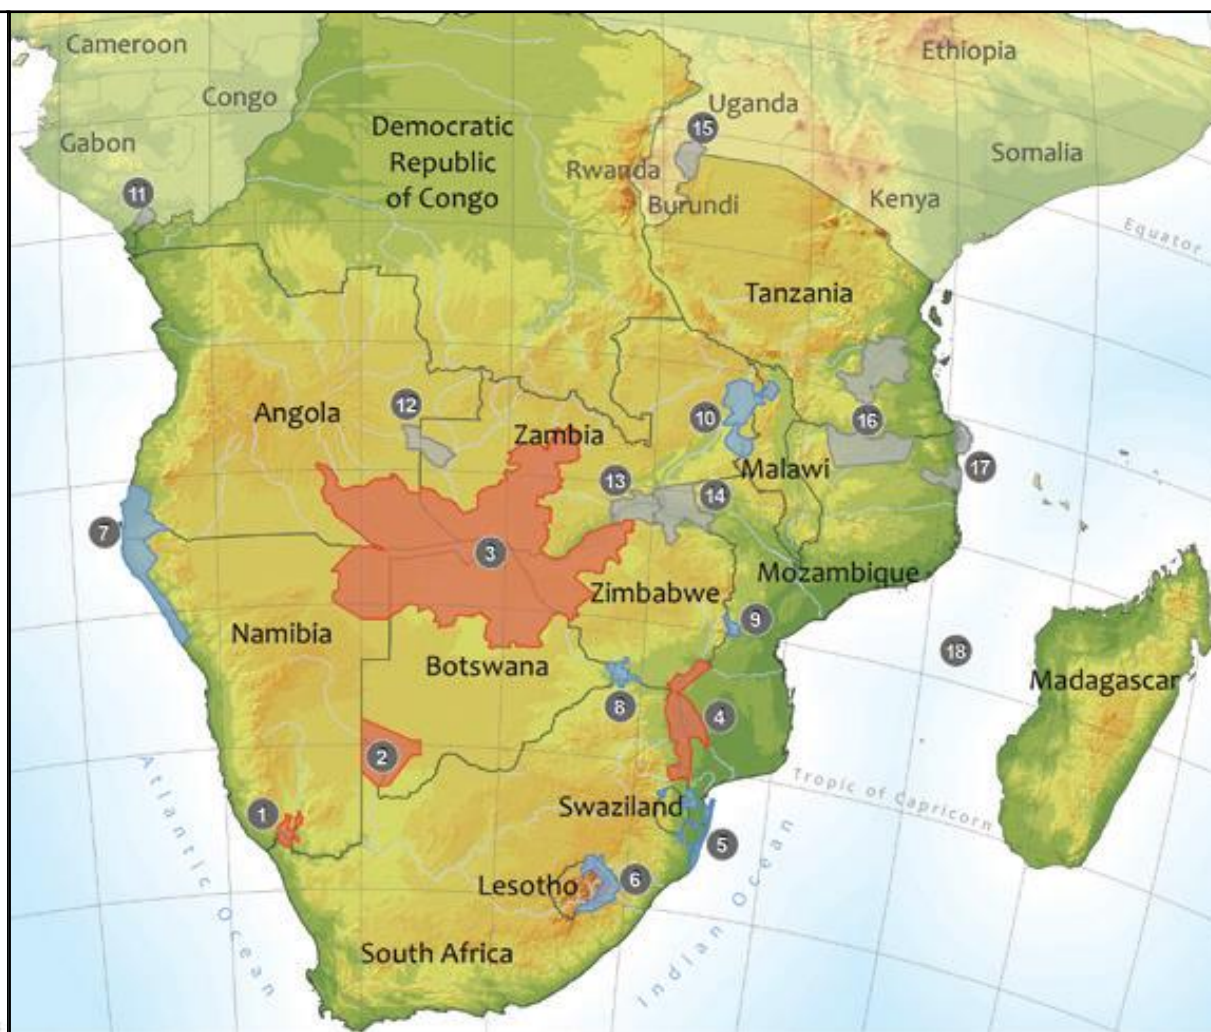 Cameroon
Ethiopia
Congo
Uganda
Democratic
Republic
of Congo
15
Gabon
Somalia
Rwanda
11
Burundi
Kenya
Equator
Tanzania
Angola
12
10
16
Zambia
Malawi
17
13
14
7
3
Mozambique
Zimbabwe
9
Namibia
18
Botswana
Madagascar
8
4
2
Atlantic Ocean
Tropic of Capricorn
Swaziland
1
5
Lesotho
6
Indian Ocean
South Africa